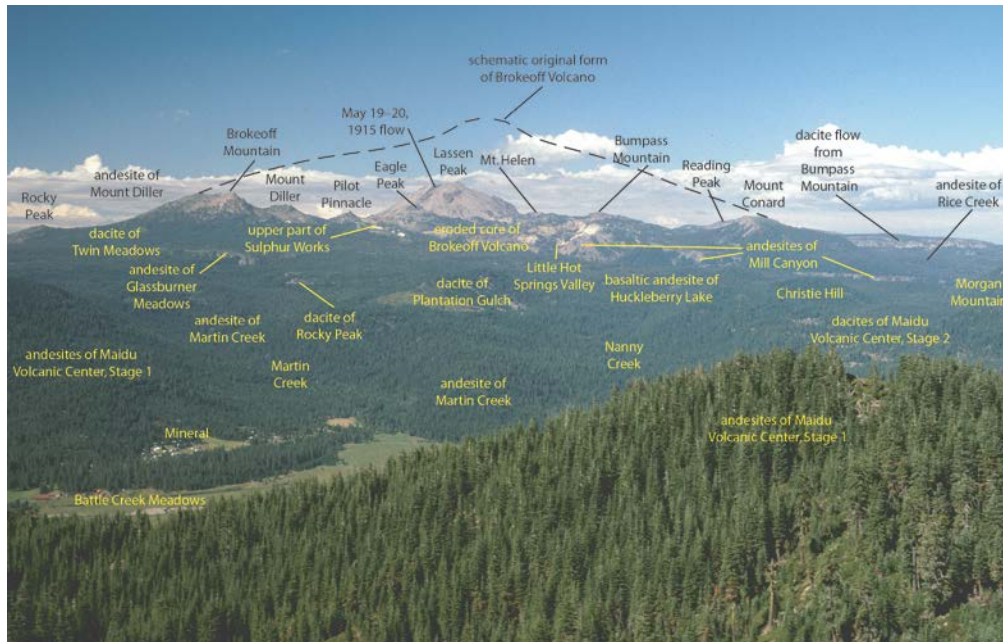 schematic original form
of Brokeoff Volcano
May 19–20,
1915 flow
Brokeoff
Mountain
Lassen
Peak
Eagle
Peak
Mt. Helen
Bumpass
Mountain
dacite flow
from
Bumpass
Mountain
andesite of
Mount Diller
Mount
Diller
Pilot
Pinnacle
Reading
Peak
Mount
Conard
andesite of
Rice Creek
Rocky
Peak
dacite of
Twin Meadows
upper part of
Sulphur Works
eroded core of
Brokeoff Volcano
andesites of
Mill Canyon
andesite of
Glassburner
Meadows
Little Hot
Springs Valley
basaltic andesite of
Huckleberry Lake
dacite of
Plantation Gulch
Christie Hill
Morgan
Mountain
andesite of
Martin Creek
dacite of
Rocky Peak
dacites of Maidu
Volcanic Center, Stage 2
andesites of Maidu
Volcanic Center, Stage 1
Martin
Creek
Nanny
Creek
andesite of
Martin Creek
andesites of Maidu
Volcanic Center, Stage 1
Mineral
Battle Creek Meadows